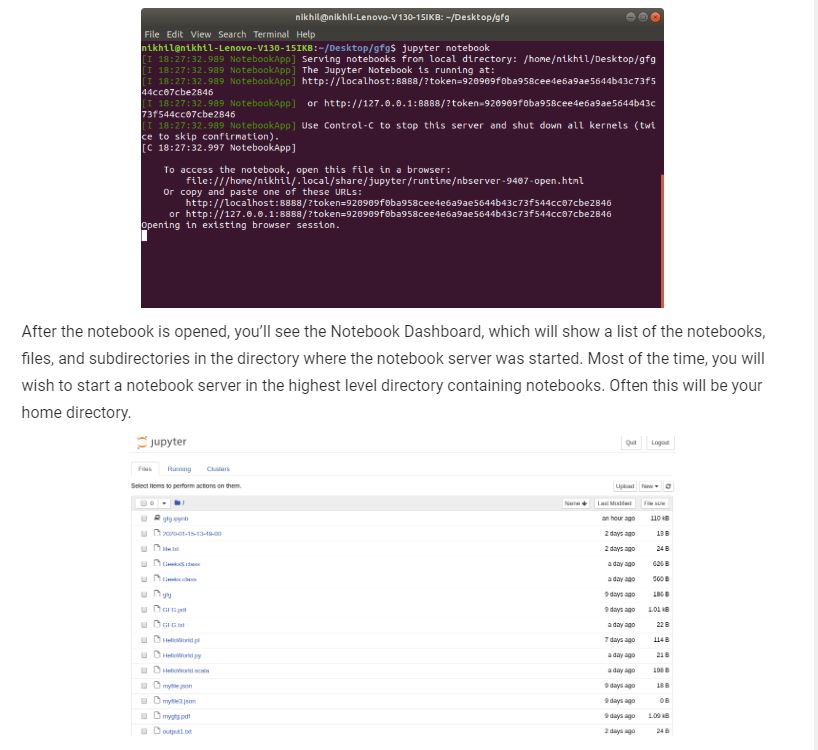 nikhil@nikhil-Lenovo-V130-15IKB: ~/Desktop/gfg
File Edit View Search Terminal Help
nikhil@nikhil-Lenovo-V130-15IKB:~/Desktop/gfg$ jupyter notebook
[I 18:27:32.989 NotebookApp] Serving notebooks from local directory: /home/nikhil/Desktop/gfg
[I 18:27:32.989 NotebookApp] The Jupyter Notebook is running at:
[I 18:27:32.989 NotebookApp] http://localhost:8888/?token=920909f0ba958cee4e6a9ae5644b43c73f5
44cc07cbe2846
[I 18:27:32.989 NotebookApp]  or http://127.0.0.1:8888/?token=920909f0ba958cee4e6a9ae5644b43c
73f544cc07cbe2846
[I 18:27:32.989 NotebookApp] Use Control-C to stop this server and shut down all kernels (twi
ce to skip confirmation).
[C 18:27:32.997 NotebookApp]
To access the notebook, open this file in a browser:
file:///home/nikhil/.local/share/jupyter/runtime/nbserver-9407-open.html
Or copy and paste one of these URLs:
http://localhost:8888/?token=920909f0ba958cee4e6a9ae5644b43c73f544cc07cbe2846
or http://127.0.0.1:8888/?token=920909f0ba958cee4e6a9ae5644b43c73f544cc07cbe2846
Opening in existing browser session.
After the notebook is opened, you’ll see the Notebook Dashboard, which will show a list of the notebooks,
files, and subdirectories in the directory where the notebook server was started. Most of the time, you will
wish to start a notebook server in the highest level directory containing notebooks. Often this will be your
home directory.
jupyter Quit Logout
Files Running Clusters
Select items to perform actions on them. Upload New
0 / Name Last Modified File size
gfg.ipynb an hour ago 110 kB
2020-01-15-13-49-00 2 days ago 13 B
file.txt 2 days ago 24 B
Geeks$.class a day ago 626 B
Geeks.class a day ago 560 B
gfg 9 days ago 186 B
GFG.pdf 9 days ago 1.01 kB
GFG.txt a day ago 22 B
HelloWorld.pl 7 days ago 114 B
HelloWorld.py a day ago 21 B
HelloWorld.scala a day ago 198 B
myfile.json 9 days ago 18 B
myfile3.json 9 days ago 0 B
mygfg.pdf 9 days ago 1.09 kB
output1.txt 2 days ago 24 B